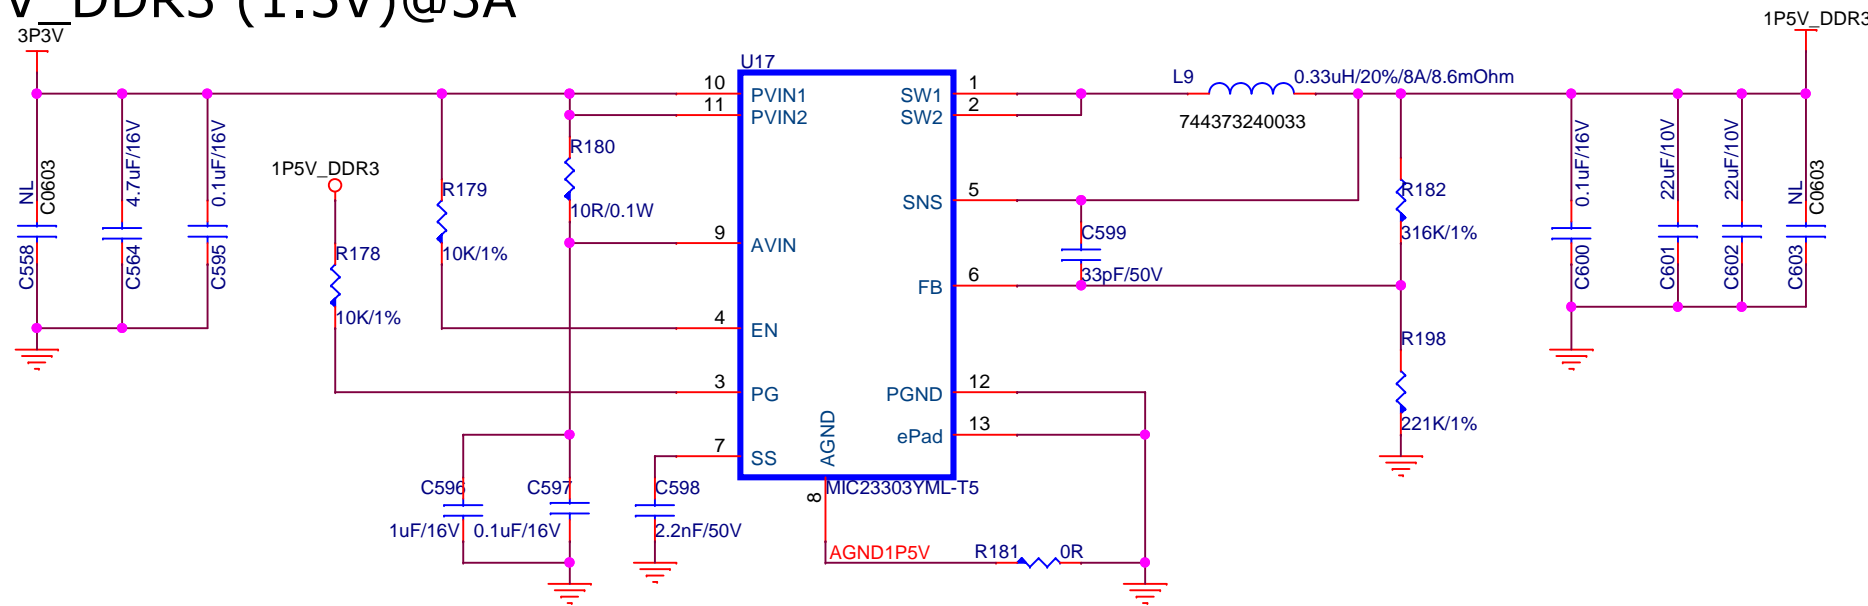 V_DDR3 (1.5V)@3A
3P3V
1P5V_DDR3
U17
L9 0.33uH/20%/8A/8.6mOhm
744373240033
10 PVIN1
11 PVIN2
SW1 1
SW2 2
NL
C0603
C558
4.7uF/16V
C564
0.1uF/16V
C595
1P5V_DDR3
R178
10K/1%
R179
10K/1%
R180
10R/0.1W
9 AVIN
4 EN
3 PG
7 SS
SNS 5
FB 6
PGND 12
ePad 13
AGND
8
MIC23303YML-T5
C599
33pF/50V
R182
316K/1%
R198
221K/1%
0.1uF/16V
C600
22uF/10V
C601
22uF/10V
C602
NL
C0603
C603
C596
1uF/16V
C597
0.1uF/16V
C598
2.2nF/50V
AGND1P5V
R181 0R